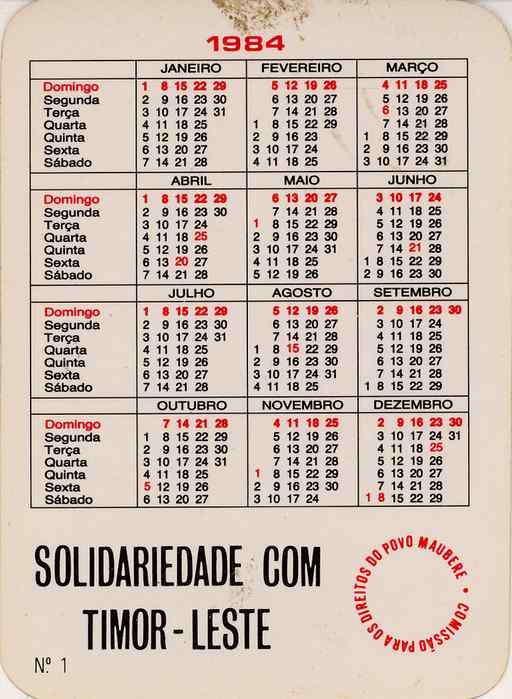 1984
JANEIRO FEVEREIRO MARÇO
Domingo 1 8 15 22 29 5 12 19 26 4 11 18 25
Segunda 2 9 16 23 30 6 13 20 27 5 12 19 26
Terça 3 10 17 24 31 7 14 21 28 6 13 20 27
Quarta 4 11 18 25 1 8 15 22 29 7 14 21 28
Quinta 5 12 19 26 2 9 16 23 1 8 15 22 29
Sexta 6 13 20 27 3 10 17 24 2 9 16 23 30
Sábado 7 14 21 28 4 11 18 25 3 10 17 24 31
ABRIL MAIO JUNHO
Domingo 1 8 15 22 29 6 13 20 27 3 10 17 24
Segunda 2 9 16 23 30 7 14 21 28 4 11 18 25
Terça 3 10 17 24 1 8 15 22 29 5 12 19 26
Quarta 4 11 18 25 2 9 16 23 30 6 13 20 27
Quinta 5 12 19 26 3 10 17 24 31 7 14 21 28
Sexta 6 13 20 27 4 11 18 25 1 8 15 22 29
Sábado 7 14 21 28 5 12 19 26 2 9 16 23 30
JULHO AGOSTO SETEMBRO
Domingo 1 8 15 22 29 5 12 19 26 2 9 16 23 30
Segunda 2 9 16 23 30 6 13 20 27 3 10 17 24
Terça 3 10 17 24 31 7 14 21 28 4 11 18 25
Quarta 4 11 18 25 1 8 15 22 29 5 12 19 26
Quinta 5 12 19 26 2 9 16 23 30 6 13 20 27
Sexta 6 13 20 27 3 10 17 24 31 7 14 21 28
Sábado 7 14 21 28 4 11 18 25 1 8 15 22 29
OUTUBRO NOVEMBRO DEZEMBRO
Domingo 7 14 21 28 4 11 18 25 2 9 16 23 30
Segunda 1 8 15 22 29 5 12 19 26 3 10 17 24 31
Terça 2 9 16 23 30 6 13 20 27 4 11 18 25
Quarta 3 10 17 24 31 7 14 21 28 5 12 19 26
Quinta 4 11 18 25 1 8 15 22 29 6 13 20 27
Sexta 5 12 19 26 2 9 16 23 30 7 14 21 28
Sábado 6 13 20 27 3 10 17 24 1 8 15 22 29
SOLIDARIEDADE COM
TIMOR-LESTE
COMISSÃO PARA OS DIREITOS DO POVO MAUBERE •
Nº 1